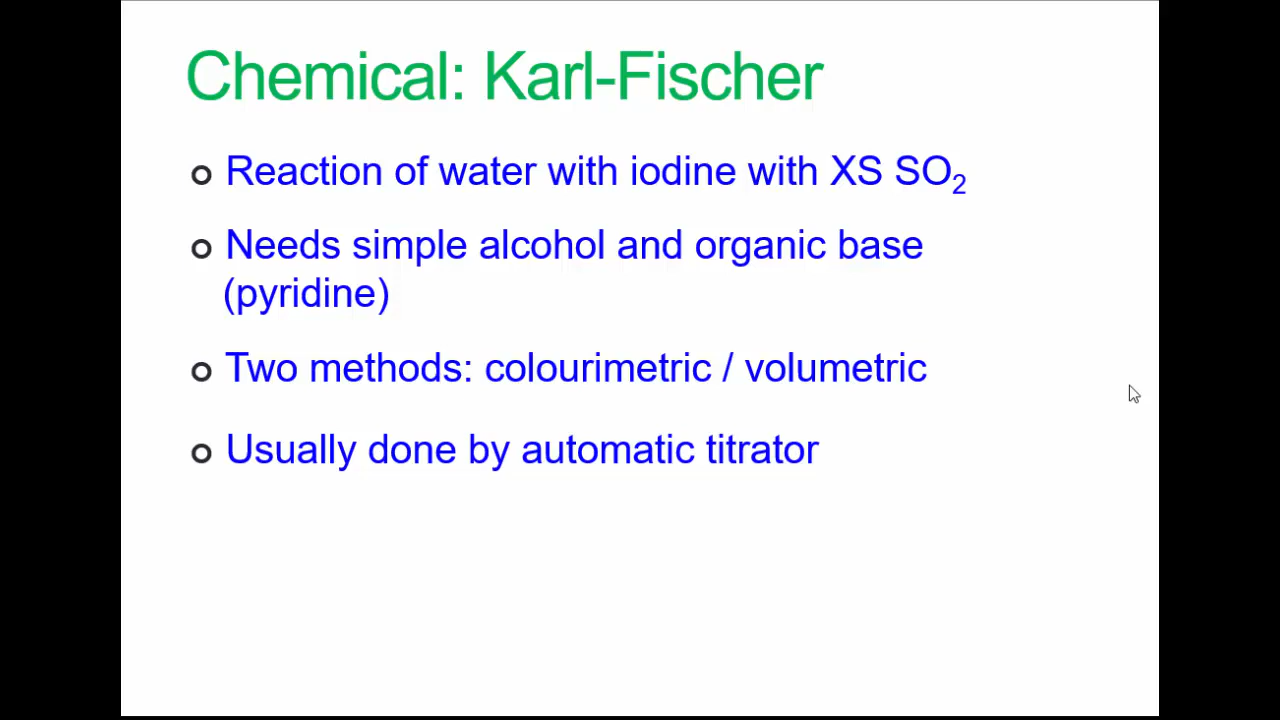 Chemical: Karl-Fischer
Reaction of water with iodine with XS SO₂
Needs simple alcohol and organic base
(pyridine)
Two methods: colourimetric / volumetric
Usually done by automatic titrator